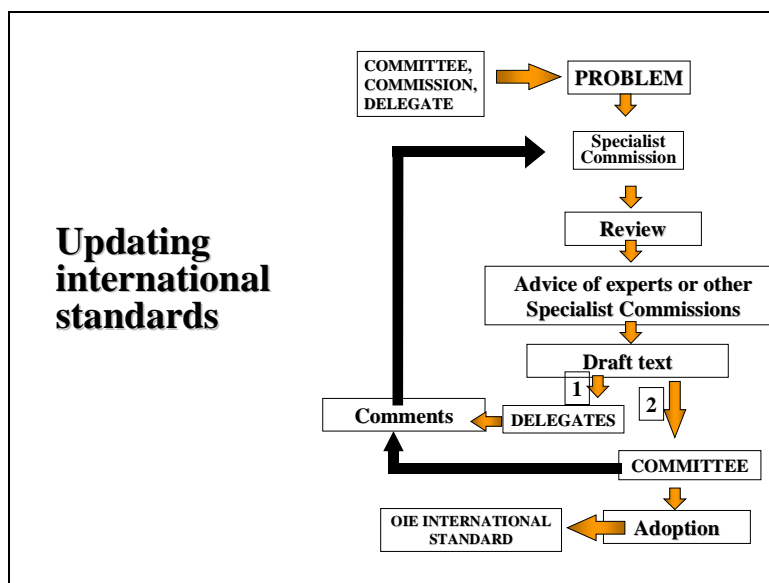 Updating
international
standards
COMMITTEE,
COMMISSION,
DELEGATE
PROBLEM
Specialist
Commission
Review
Advice of experts or other
Specialist Commissions
Draft text
1
2
Comments
DELEGATES
COMMITTEE
OIE INTERNATIONAL
STANDARD
Adoption